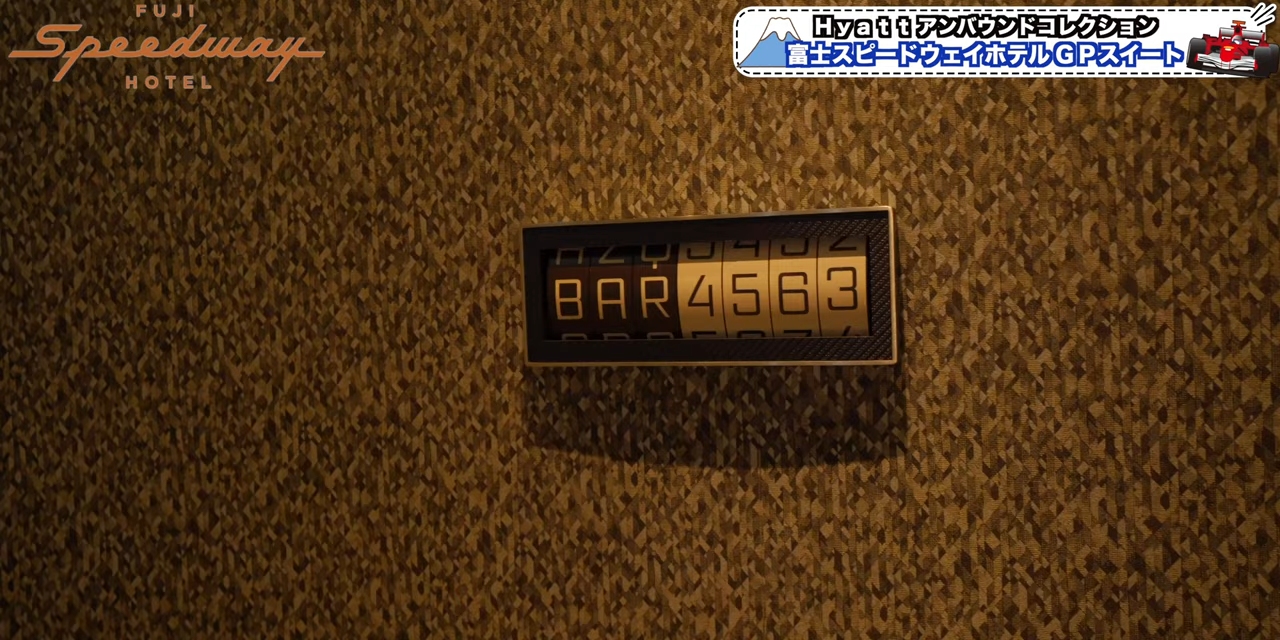 FUJI
Speedway
HOTEL
Hyattアンバウンドコレクション
富士スピードウェイホテルGPスイート
BAR4563